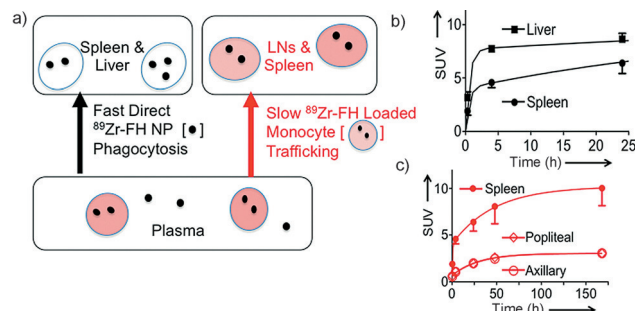 a)
Spleen &
Liver
LNs &
Spleen
Fast Direct
⁸⁹Zr-FH NP [•]
Phagocytosis
Slow ⁸⁹Zr-FH Loaded
Monocyte [ ]
Trafficking
Plasma
b)
SUV
10
5
0
Liver
Spleen
0 5 10 15 20 25
Time (h)
c)
SUV
10
5
0
Spleen
Popliteal
Axillary
0 50 100 150
Time (h)